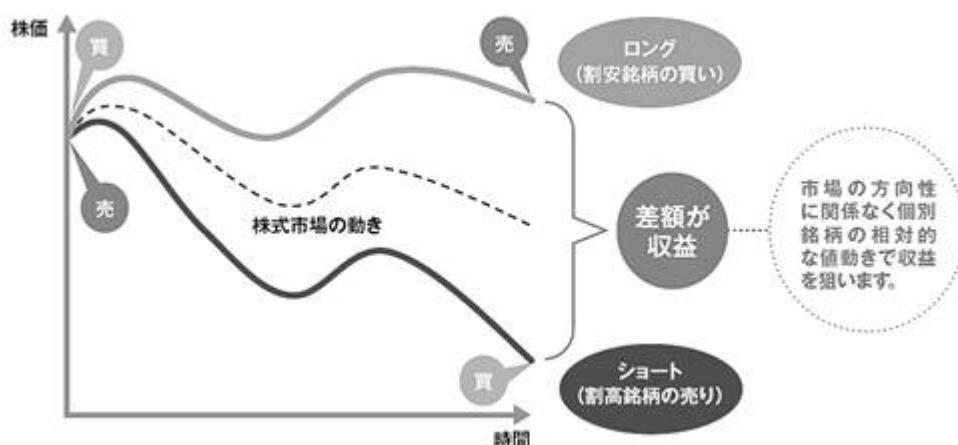 株価
買
売
ロング
(割安銘柄の買い)
売
株式市場の動き
差額が
収益
市場の方向性
に関係なく個別
銘柄の相対的
な値動きで収益
を狙います。
買
ショート
(割高銘柄の売り)
時間